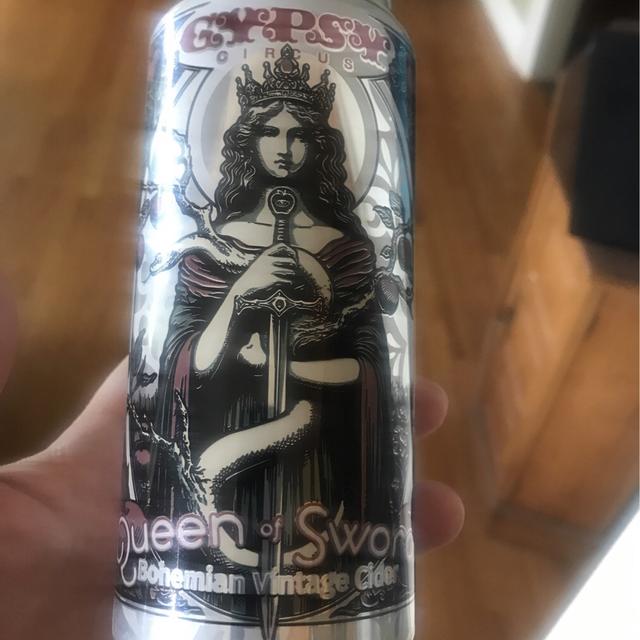 GYPSY
CIRCUS
Queen of Sword
Bohemian Vintage Cider